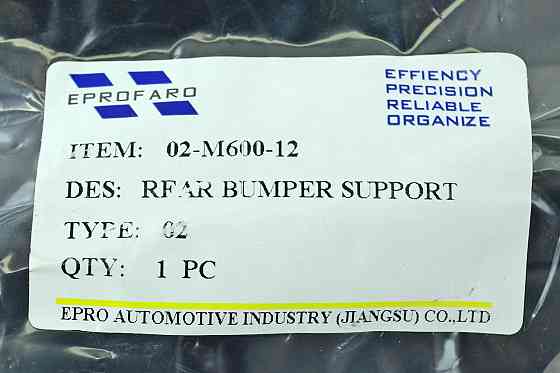 EPROFARO
EFFIENCY
PRECISION
RELIABLE
ORGANIZE
ITEM: 02-M600-12
DES: REAR BUMPER SUPPORT
TYPE: 02
QTY: 1 PC
EPRO AUTOMOTIVE INDUSTRY (JIANGSU) CO.,LTD